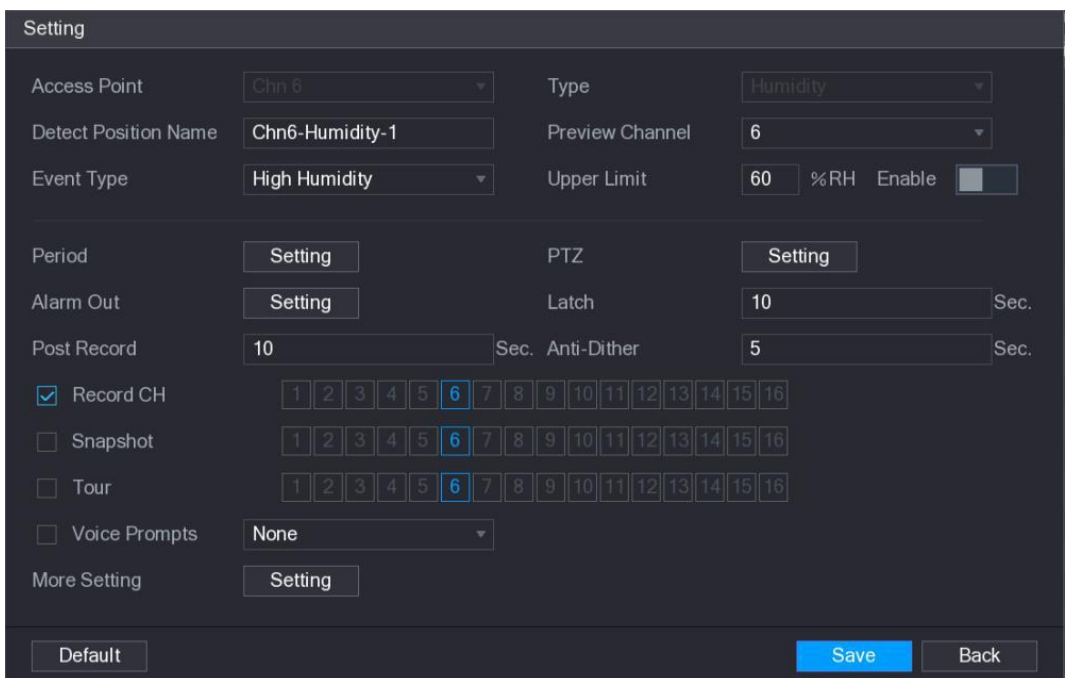 Setting
Access Point Chn 6 Type Humidity
Detect Position Name Chn6-Humidity-1 Preview Channel 6
Event Type High Humidity Upper Limit 60 %RH Enable
Period Setting PTZ Setting
Alarm Out Setting Latch 10 Sec.
Post Record 10 Sec. Anti-Dither 5 Sec.
Record CH 1 2 3 4 5 6 7 8 9 10 11 12 13 14 15 16
Snapshot 1 2 3 4 5 6 7 8 9 10 11 12 13 14 15 16
Tour 1 2 3 4 5 6 7 8 9 10 11 12 13 14 15 16
Voice Prompts None
More Setting Setting
Default Save Back